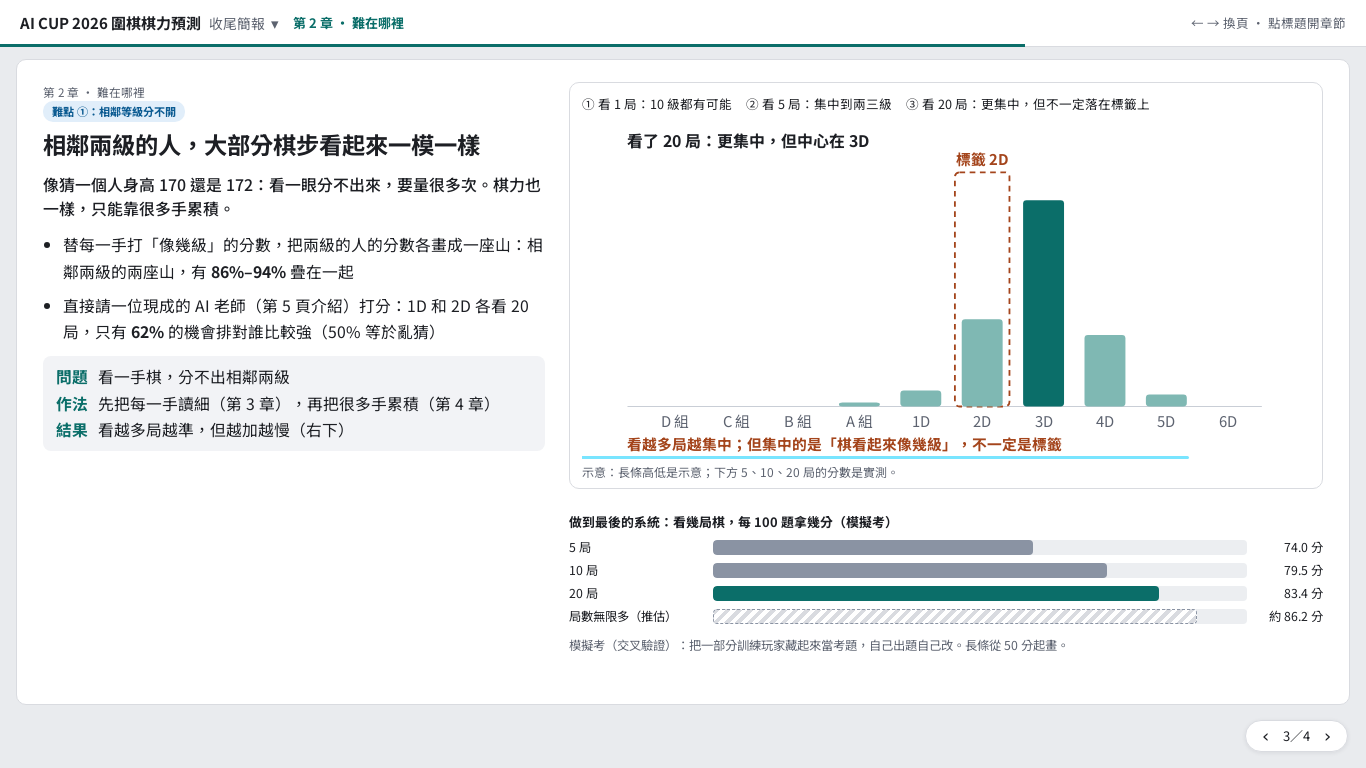 AI CUP 2026 圍棋棋力預測 收尾簡報 ▼ 第 2 章 · 難在哪裡
← → 換頁 · 點標題開章節
第 2 章 · 難在哪裡
難點 ①：相鄰等級分不開
相鄰兩級的人，大部分棋步看起來一模一樣
像猜一個人身高 170 還是 172：看一眼分不出來，要量很多次。棋力也
一樣，只能靠很多手累積。
• 替每一手打「像幾級」的分數，把兩級的人的分數各畫成一座山：相
鄰兩級的兩座山，有 86%–94% 疊在一起
• 直接請一位現成的 AI 老師（第 5 頁介紹）打分：1D 和 2D 各看 20
局，只有 62% 的機會排對誰比較強（50% 等於亂猜）
問題 看一手棋，分不出相鄰兩級
作法 先把每一手讀細（第 3 章），再把很多手累積（第 4 章）
結果 看越多局越準，但越加越慢（右下）
① 看 1 局：10 級都有可能 ② 看 5 局：集中到兩三級 ③ 看 20 局：更集中，但不一定落在標籤上
看了 20 局：更集中，但中心在 3D
標籤 2D
D 組 C 組 B 組 A 組 1D 2D 3D 4D 5D 6D
看越多局越集中；但集中的是「棋看起來像幾級」，不一定是標籤
示意：長條高低是示意；下方 5、10、20 局的分數是實測。
做到最後的系統：看幾局棋，每 100 題拿幾分（模擬考）
5 局 74.0 分
10 局 79.5 分
20 局 83.4 分
局數無限多（推估） 約 86.2 分
模擬考（交叉驗證）：把一部分訓練玩家藏起來當考題，自己出題自己改。長條從 50 分起畫。
‹ 3／4 ›